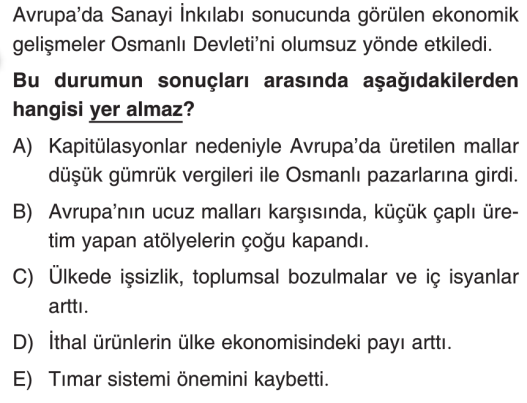 Avrupa’da Sanayi İnkılabı sonucunda görülen ekonomik
gelişmeler Osmanlı Devleti’ni olumsuz yönde etkiledi.
Bu durumun sonuçları arasında aşağıdakilerden
hangisi yer almaz?
A) Kapitülasyonlar nedeniyle Avrupa’da üretilen mallar
düşük gümrük vergileri ile Osmanlı pazarlarına girdi.
B) Avrupa’nın ucuz malları karşısında, küçük çaplı üre-
tim yapan atölyelerin çoğu kapandı.
C) Ülkede işsizlik, toplumsal bozulmalar ve iç isyanlar
arttı.
D) İthal ürünlerin ülke ekonomisindeki payı arttı.
E) Tımar sistemi önemini kaybetti.